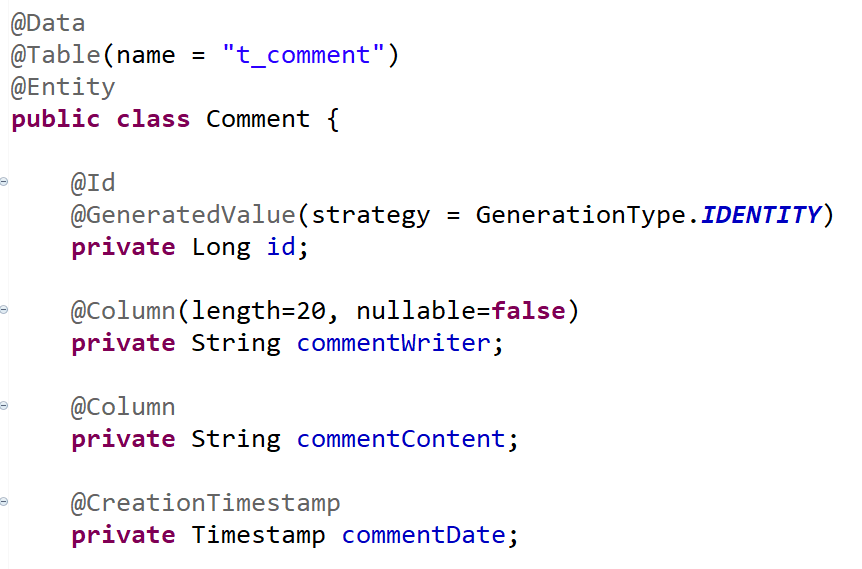 @Data
@Table(name = "t_comment")
@Entity
public class Comment {
@Id
@GeneratedValue(strategy = GenerationType.IDENTITY)
private Long id;
@Column(length=20, nullable=false)
private String commentWriter;
@Column
private String commentContent;
@CreationTimestamp
private Timestamp commentDate;